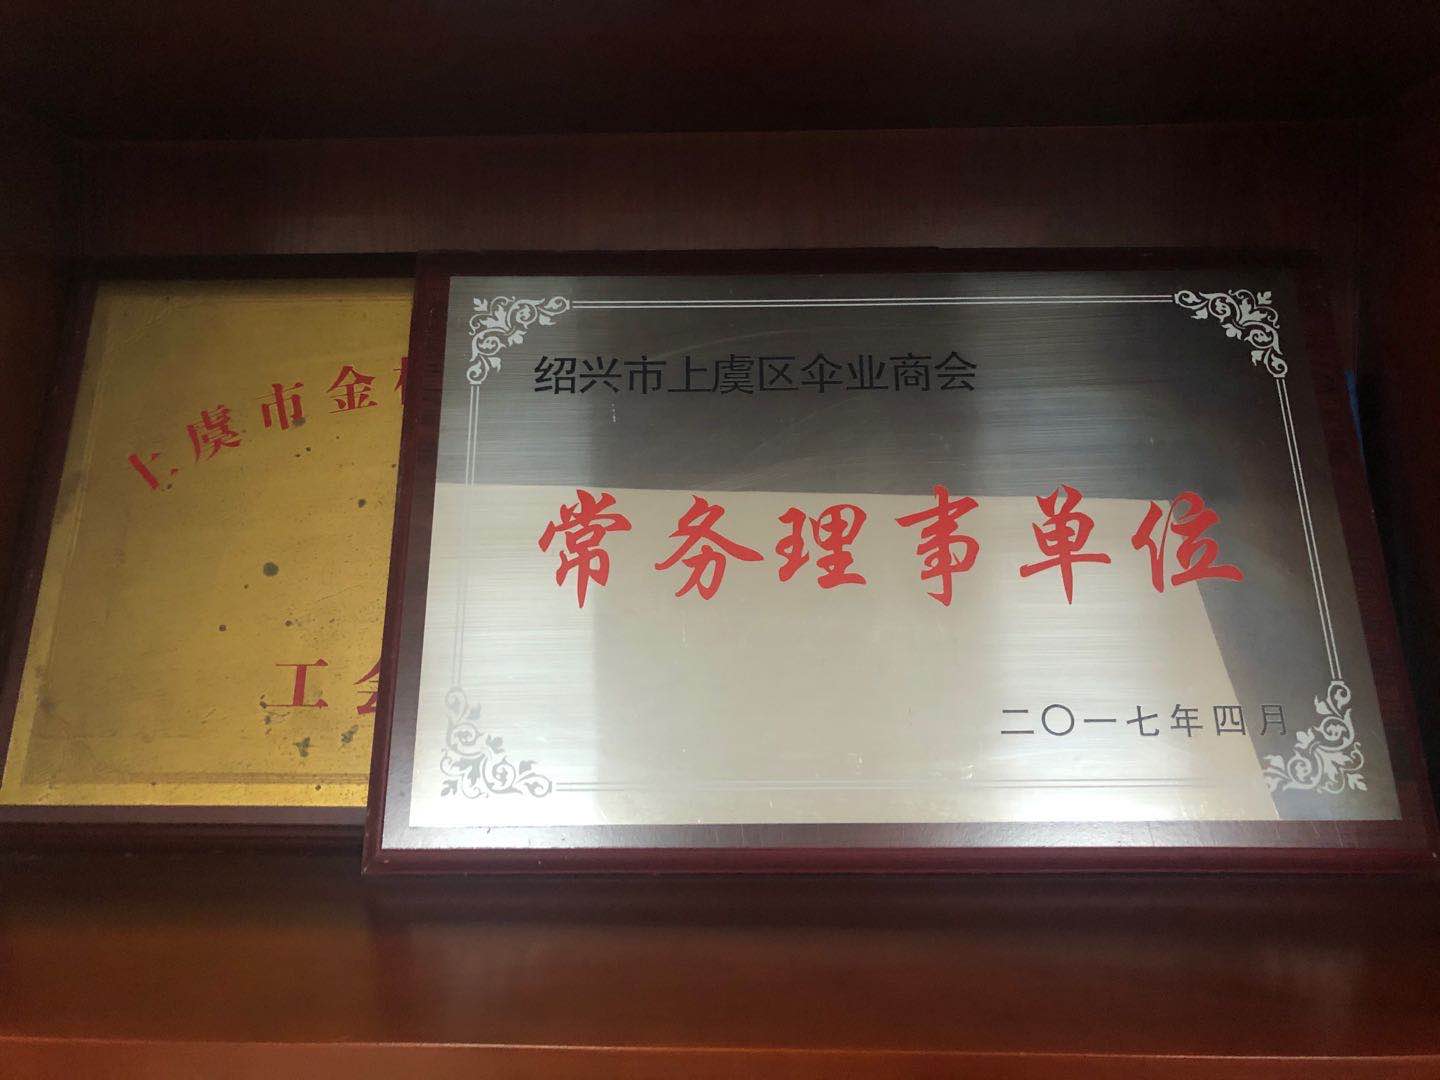 上虞市金
工会
绍兴市上虞区伞业商会
常务理事单位
二〇一七年四月